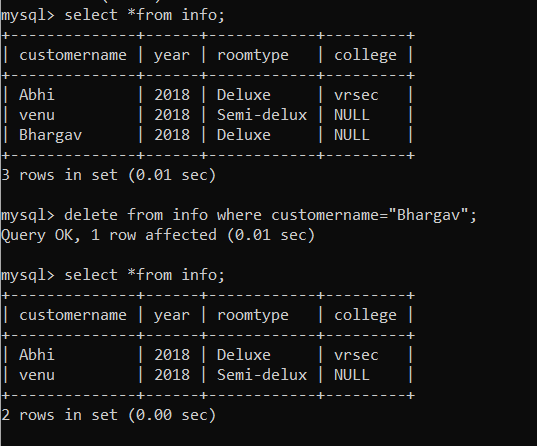 mysql> select *from info;
+--------------+------+------------+---------+
| customername | year | roomtype   | college |
+--------------+------+------------+---------+
| Abhi         | 2018 | Deluxe     | vrsec   |
| venu         | 2018 | Semi-delux | NULL    |
| Bhargav      | 2018 | Deluxe     | NULL    |
+--------------+------+------------+---------+
3 rows in set (0.01 sec)
mysql> delete from info where customername="Bhargav";
Query OK, 1 row affected (0.01 sec)
mysql> select *from info;
+--------------+------+------------+---------+
| customername | year | roomtype   | college |
+--------------+------+------------+---------+
| Abhi         | 2018 | Deluxe     | vrsec   |
| venu         | 2018 | Semi-delux | NULL    |
+--------------+------+------------+---------+
2 rows in set (0.00 sec)